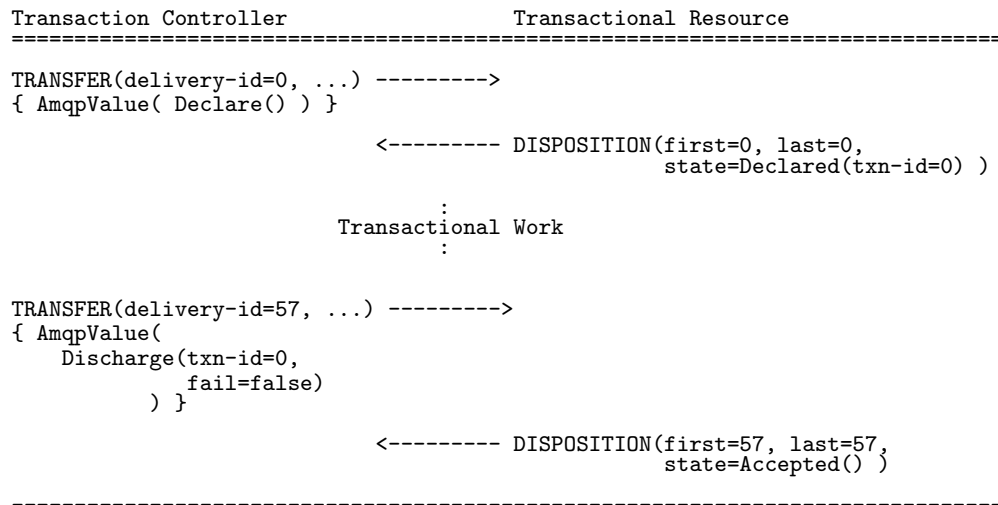 Transaction Controller                  Transactional Resource
===============================================================================
TRANSFER(delivery-id=0, ...) --------->
{ AmqpValue( Declare() ) }
                             <--------- DISPOSITION(first=0, last=0,
                                                    state=Declared(txn-id=0) )
                                  :
                          Transactional Work
                                  :
TRANSFER(delivery-id=57, ...) --------->
{ AmqpValue(
    Discharge(txn-id=0,
              fail=false)
           ) }
                             <--------- DISPOSITION(first=57, last=57,
                                                    state=Accepted() )
-------------------------------------------------------------------------------